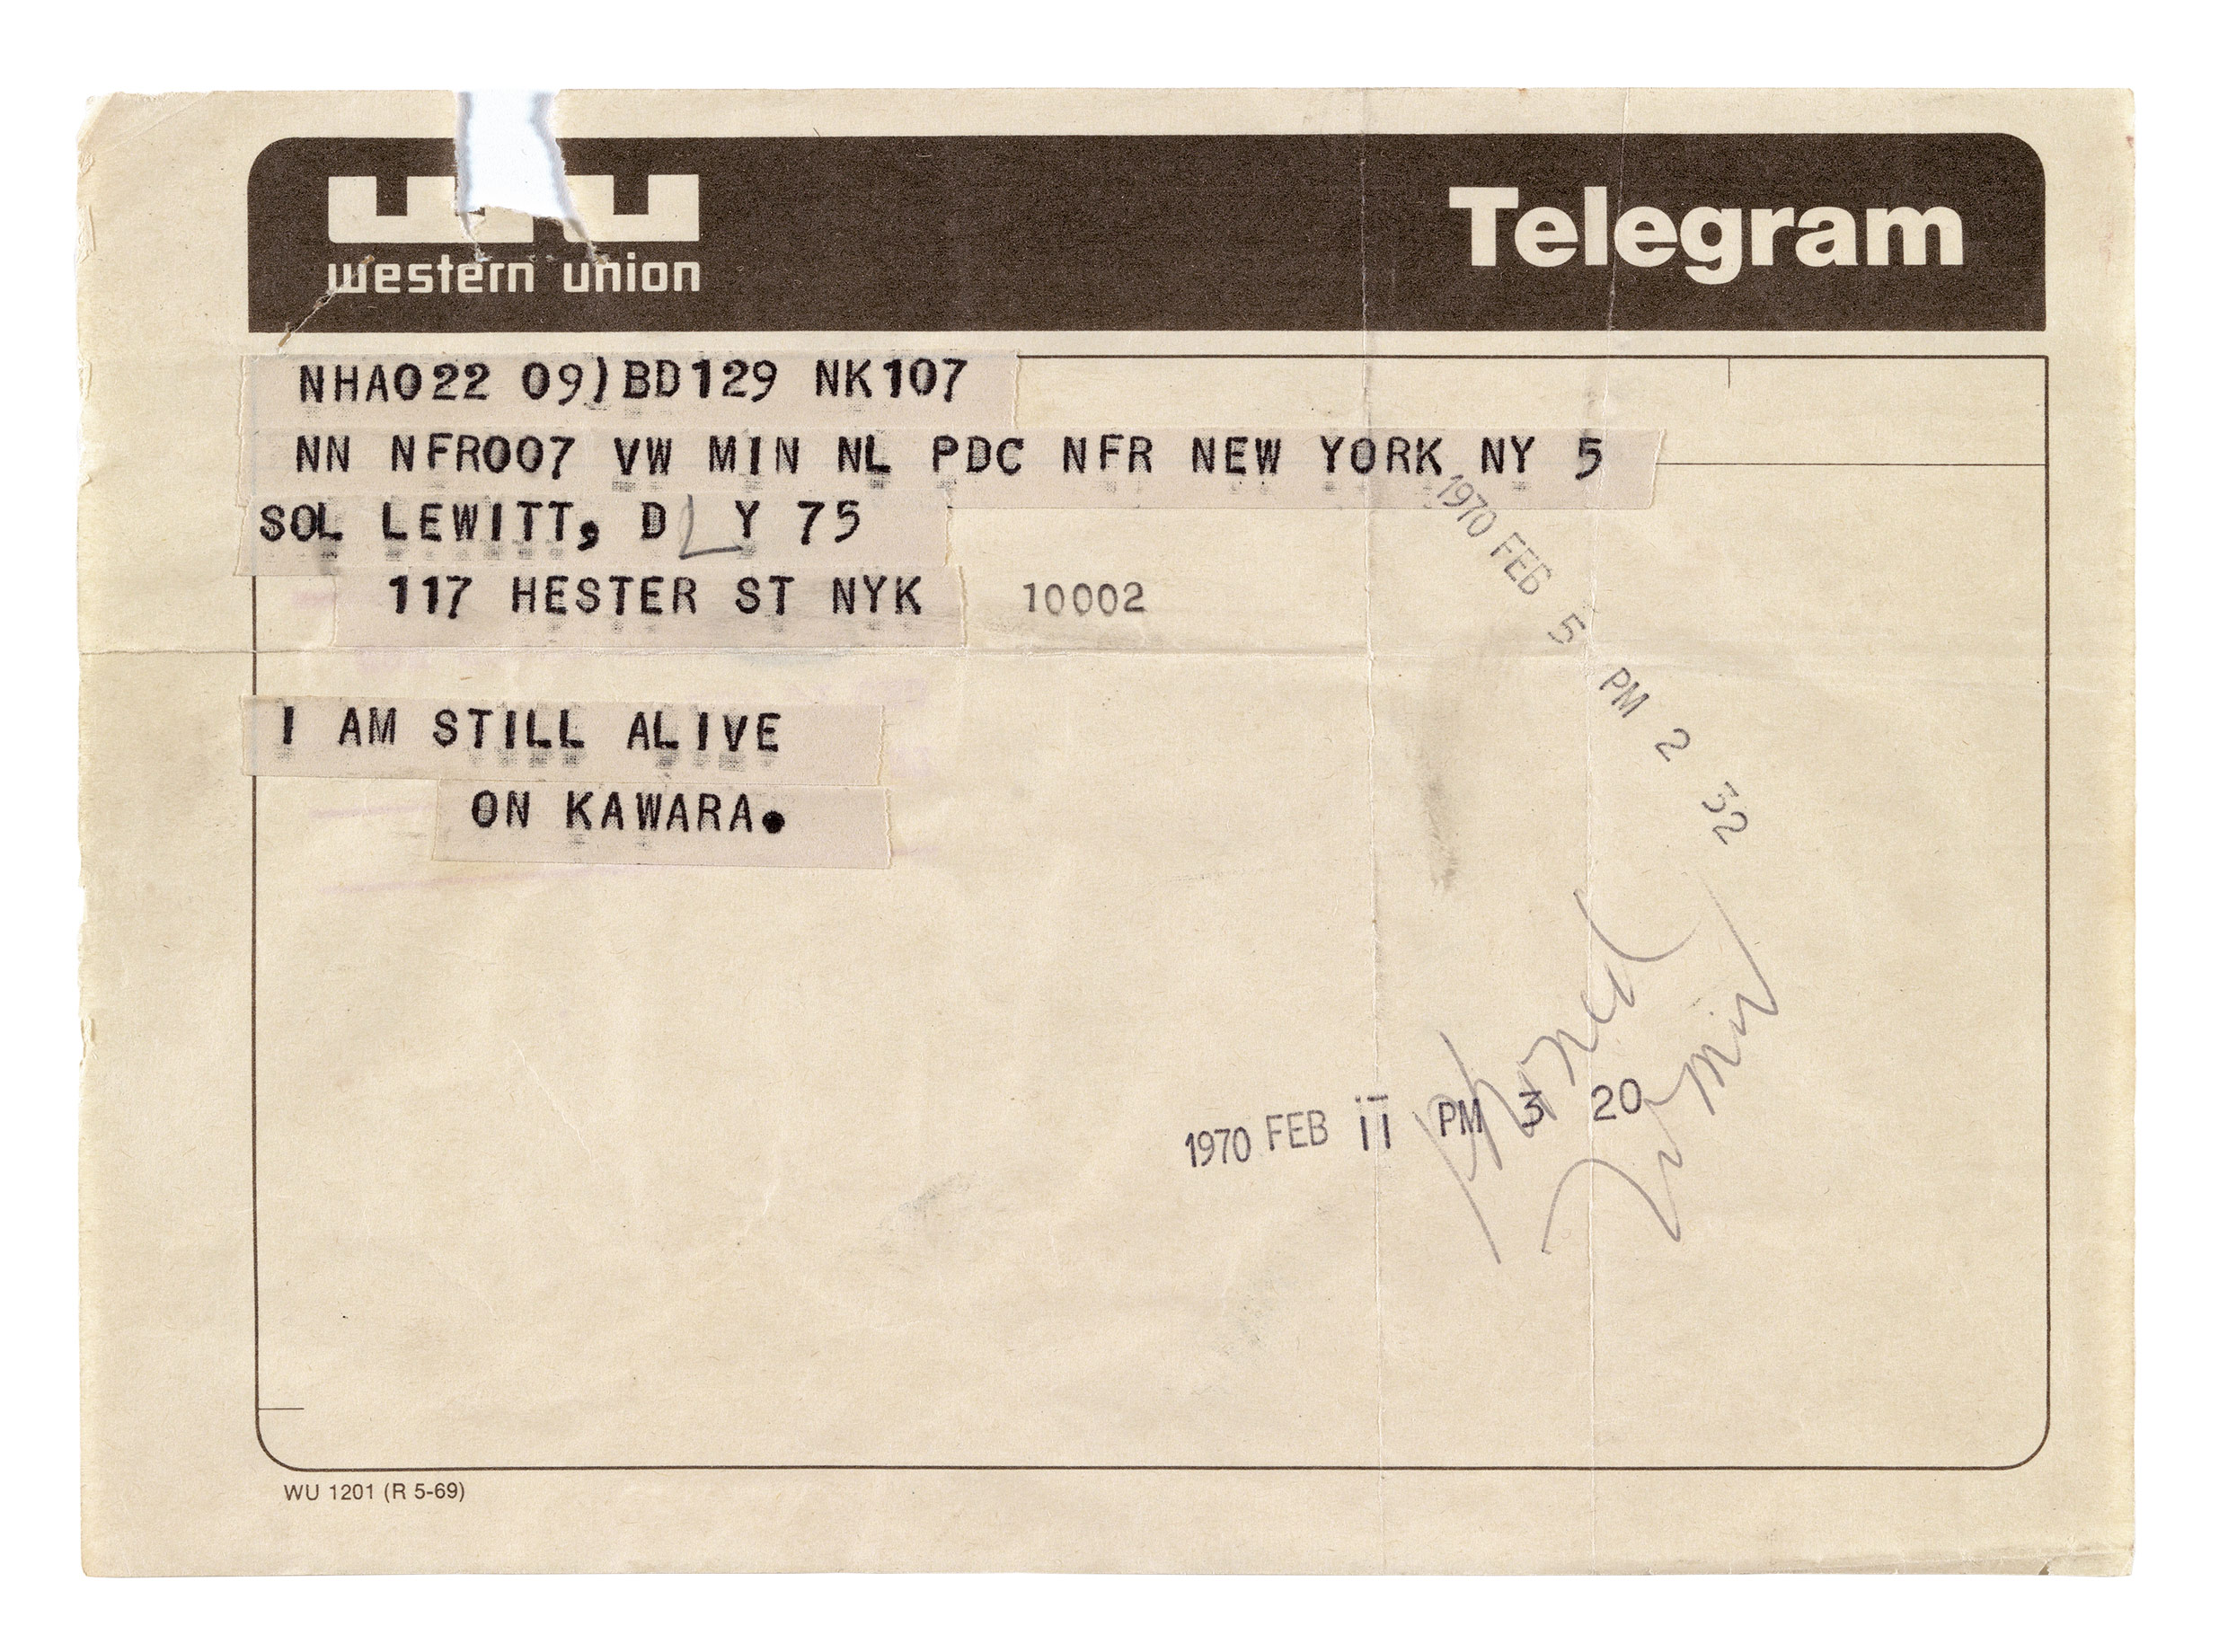 western union
Telegram
NHA022 09)BD129 NK107
NN NFR007 VW MIN NL PDC NFR NEW YORK NY 5
SOL LEWITT, D L Y 75
117 HESTER ST NYK 10002
1970 FEB 5 PM 2 32
I AM STILL ALIVE
ON KAWARA.
phoned
1970 FEB 11 PM 3 20
WU 1201 (R 5-69)